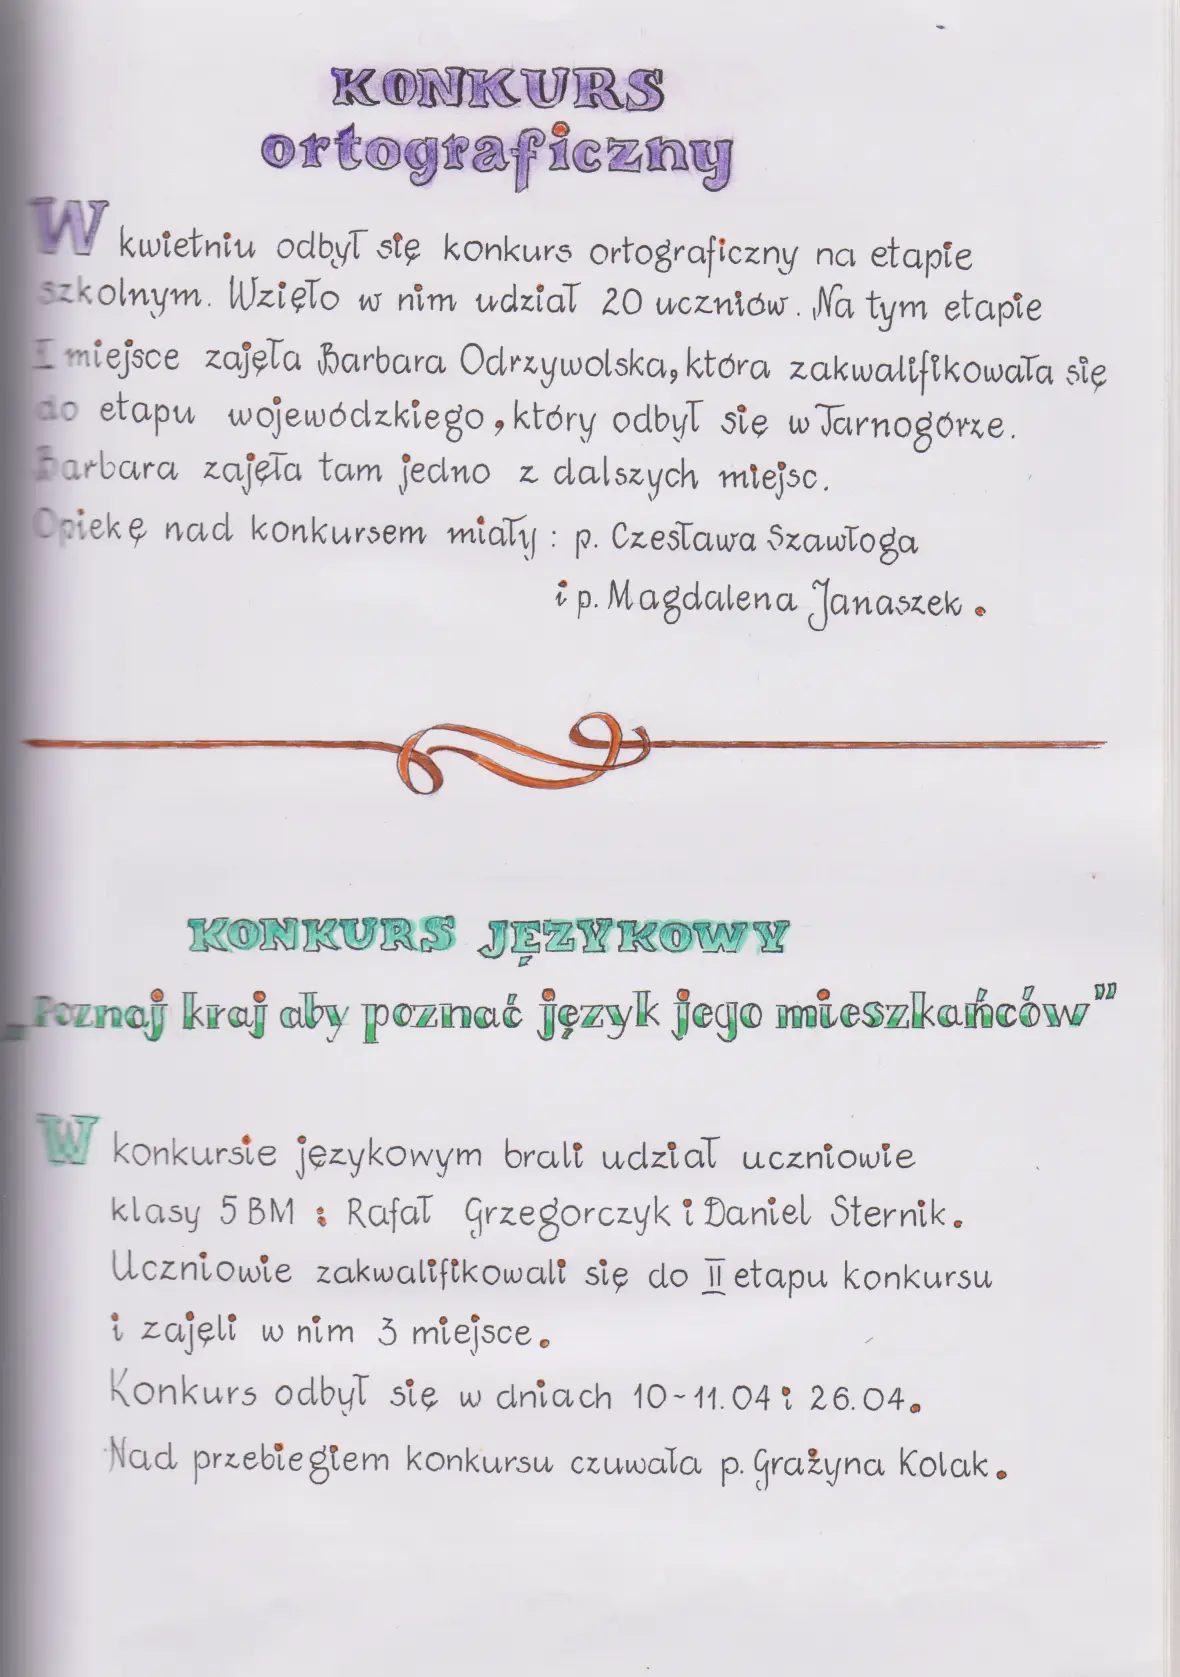 KONKURS
ortograficzny
W kwietniu odbył się konkurs ortograficzny na etapie
szkolnym. Wzięło w nim udział 20 uczniów. Na tym etapie
I miejsce zajęła Barbara Odrzywolska, która zakwalifikowała się
do etapu wojewódzkiego, który odbył się w Tarnogórze.
Barbara zajęła tam jedno z dalszych miejsc.
Opiekę nad konkursem miały: p. Czesława Szawłoga
i p. Magdalena Janaszek.
KONKURS JĘZYKOWY
„Poznaj kraj aby poznać język jego mieszkańców”
W konkursie językowym brali udział uczniowie
klasy 5BM: Rafał Grzegorczyk i Daniel Sternik.
Uczniowie zakwalifikowali się do II etapu konkursu
i zajęli w nim 3 miejsce.
Konkurs odbył się w dniach 10-11.04 i 26.04.
Nad przebiegiem konkursu czuwała p. Grażyna Kolak.